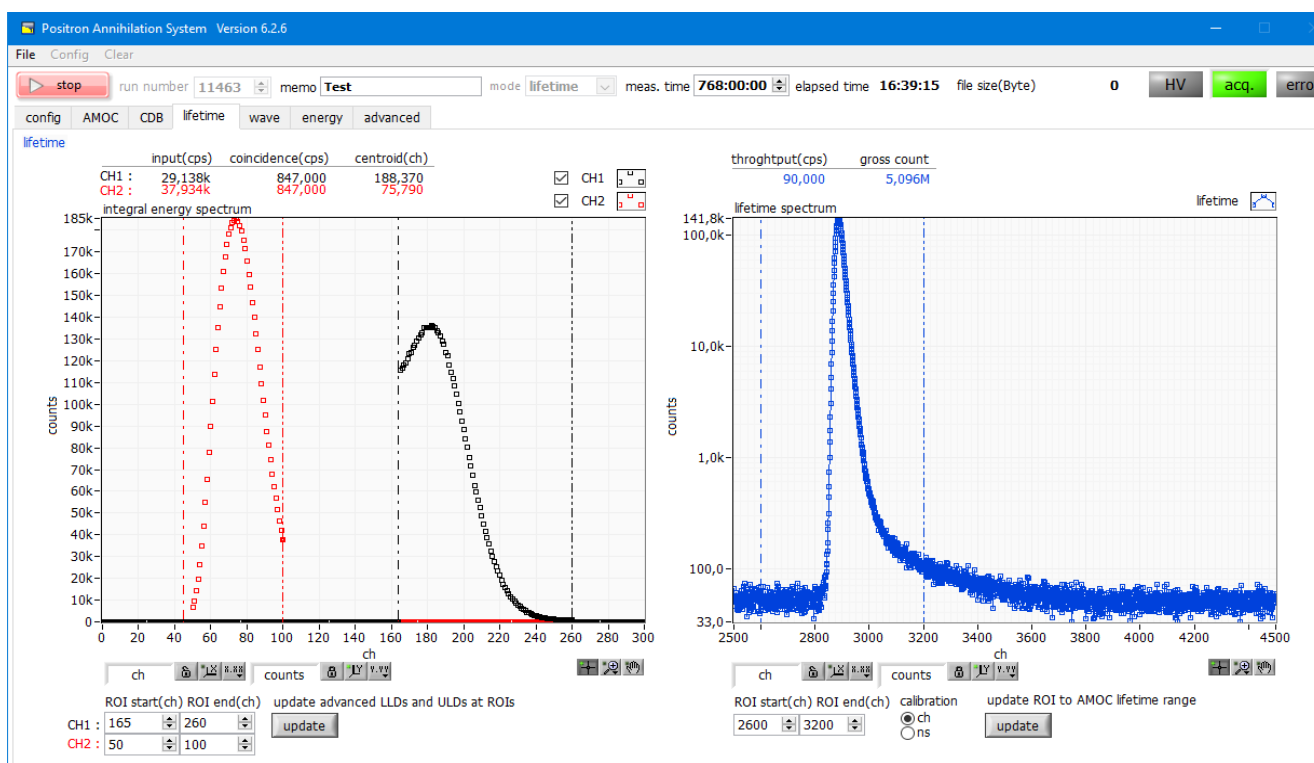 Positron Annihilation System Version 6.2.6
File Config Clear
stop run number 11463 memo Test mode lifetime meas. time 768:00:00 elapsed time 16:39:15 file size(Byte) 0 HV acq. erro
config AMOC CDB lifetime wave energy advanced
lifetime
input(cps) coincidence(cps) centroid(ch)
CH1 : 29,138k 847,000 188,370
CH2 : 37,934k 847,000 75,790
CH1
CH2
integral energy spectrum
185k
170k
160k
150k
140k
130k
120k
110k
100k
90k
80k
70k
60k
50k
40k
30k
20k
10k
0
counts
0 20 40 60 80 100 120 140 160 180 200 220 240 260 280 300
ch
ch counts
ROI start(ch) ROI end(ch) update advanced LLDs and ULDs at ROIs
CH1 : 165 260 update
CH2 : 50 100
throghtput(cps) gross count
90,000 5,096M
lifetime spectrum lifetime
141,8k
100,0k
10,0k
1,0k
100,0
33,0
counts
2500 2800 3000 3200 3400 3600 3800 4000 4200 4500
ch
ch counts
ROI start(ch) ROI end(ch) calibration update ROI to AMOC lifetime range
2600 3200 ch update
ns